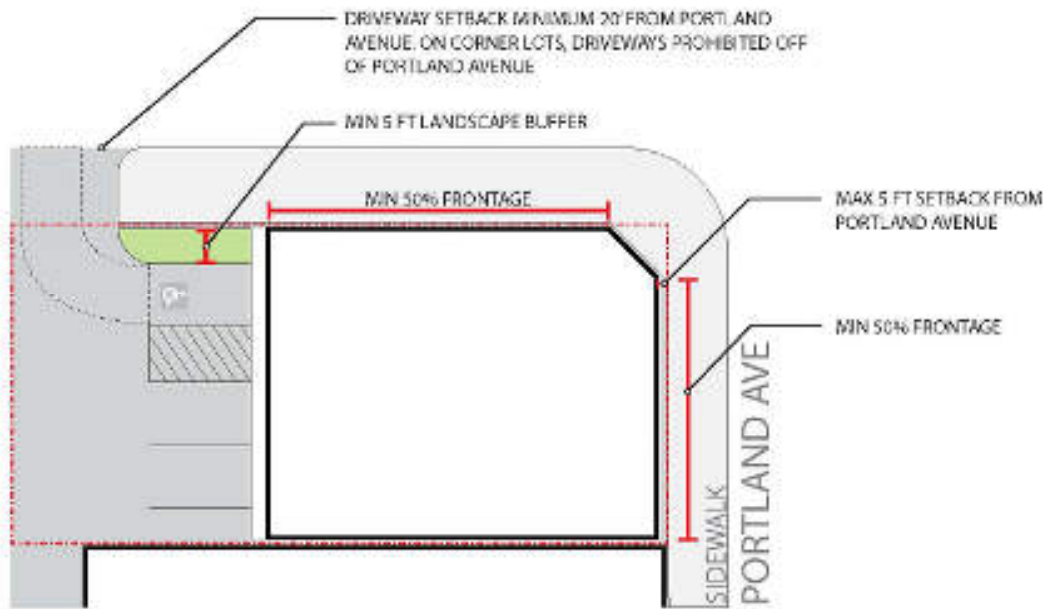 DRIVEWAY SETBACK MINIMUM 20' FROM PORTLAND
AVENUE. ON CORNER LOTS, DRIVEWAYS PROHIBITED OFF
OF PORTLAND AVENUE
MIN 5 FT LANDSCAPE BUFFER
MIN 50% FRONTAGE
MAX 5 FT SETBACK FROM
PORTLAND AVENUE
MIN 50% FRONTAGE
SIDEWALK
PORTLAND AVE